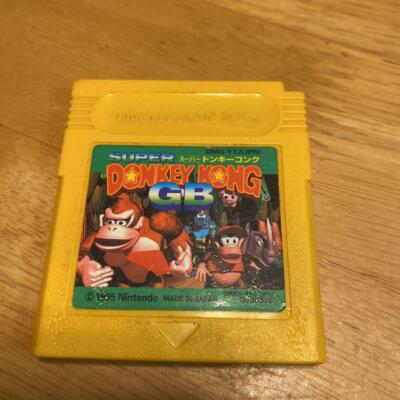 SUPER
スーパードンキーコング
DMG-YTJ(JPN)
DONKEY KONG
GB
© 1995 Nintendo
MADE IN JAPAN